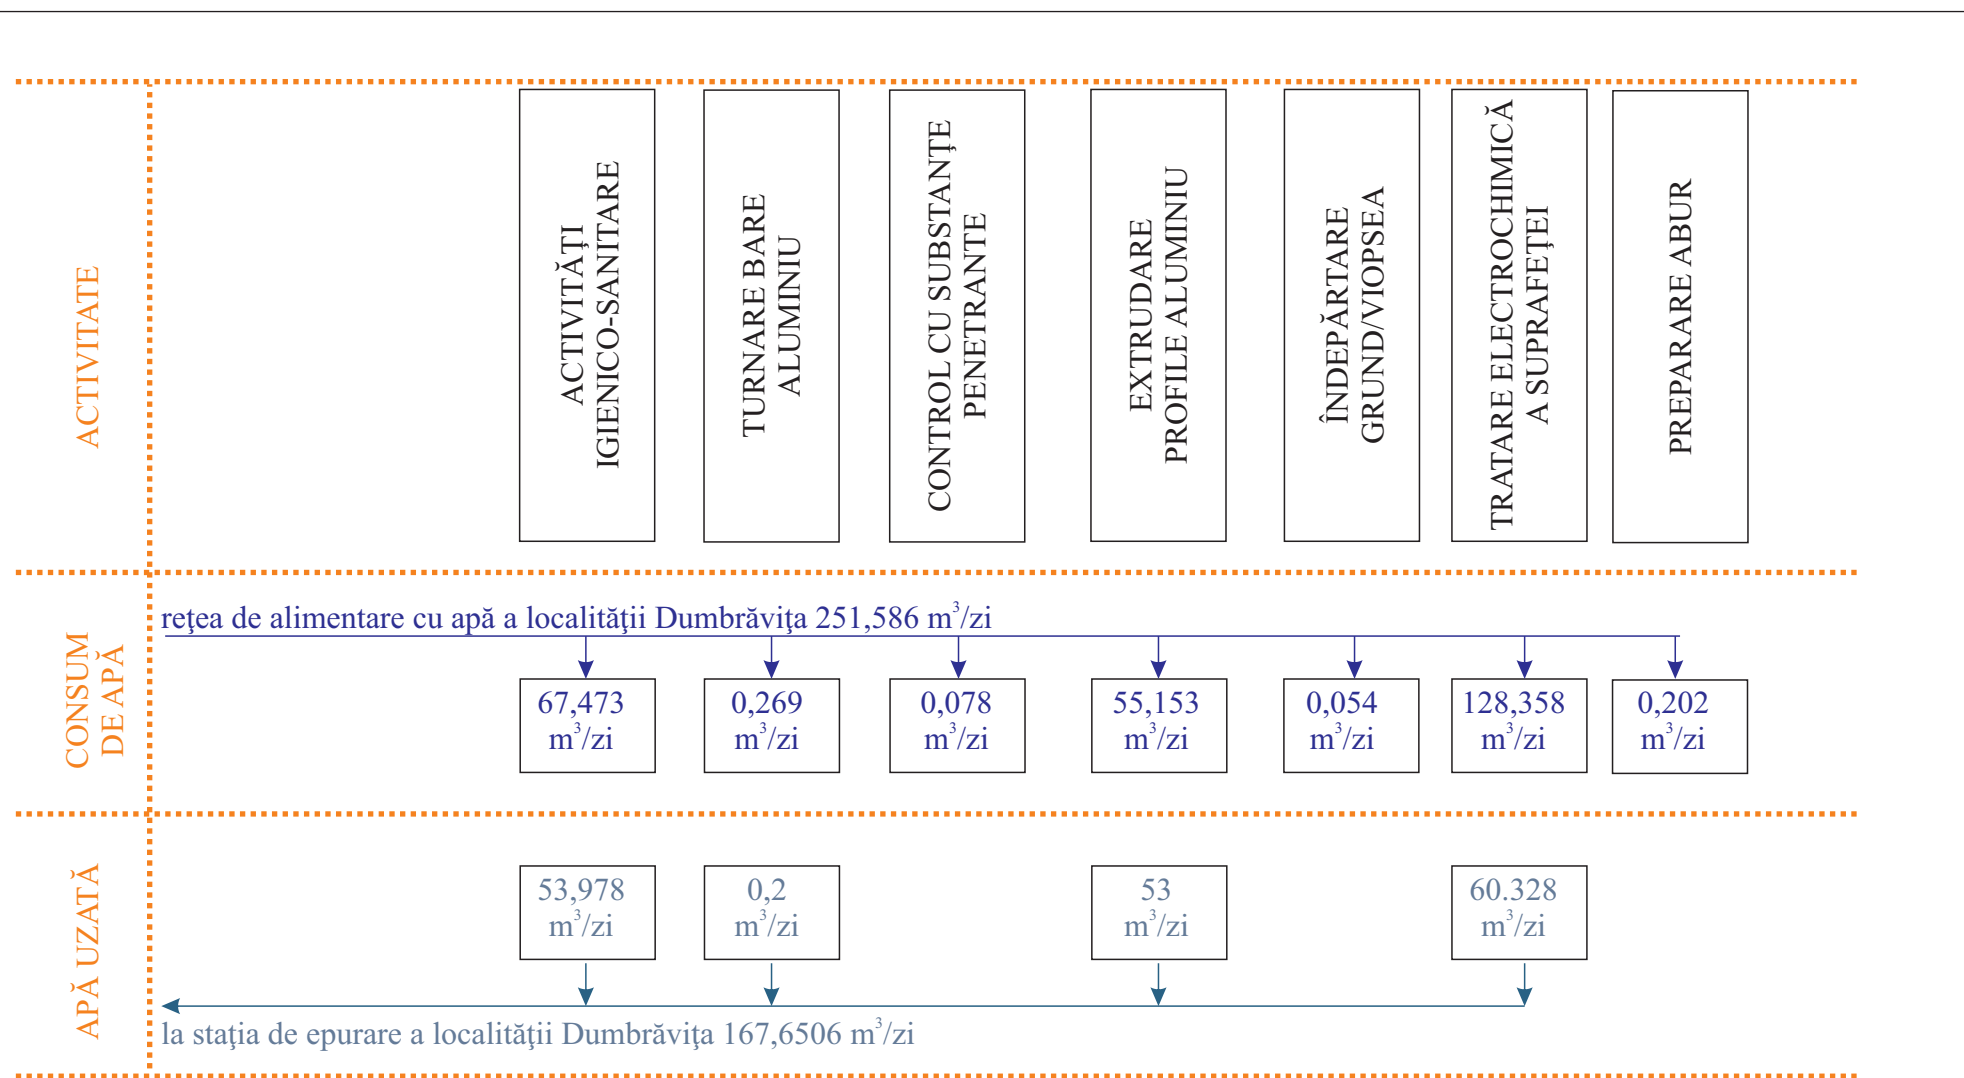 ACTIVITATE
ACTIVITĂŢI
IGIENICO-SANITARE
TURNARE BARE
ALUMINIU
CONTROL CU SUBSTANŢE
PENETRANTE
EXTRUDARE
PROFILE ALUMINIU
ÎNDEPĂRTARE
GRUND/VIOPSEA
TRATARE ELECTROCHIMICĂ
A SUPRAFEŢEI
PREPARARE ABUR
CONSUM
DE APĂ
reţea de alimentare cu apă a localităţii Dumbrăviţa 251,586 m³/zi
67,473
m³/zi
0,269
m³/zi
0,078
m³/zi
55,153
m³/zi
0,054
m³/zi
128,358
m³/zi
0,202
m³/zi
APĂ UZATĂ
53,978
m³/zi
0,2
m³/zi
53
m³/zi
60.328
m³/zi
la staţia de epurare a localităţii Dumbrăviţa 167,6506 m³/zi